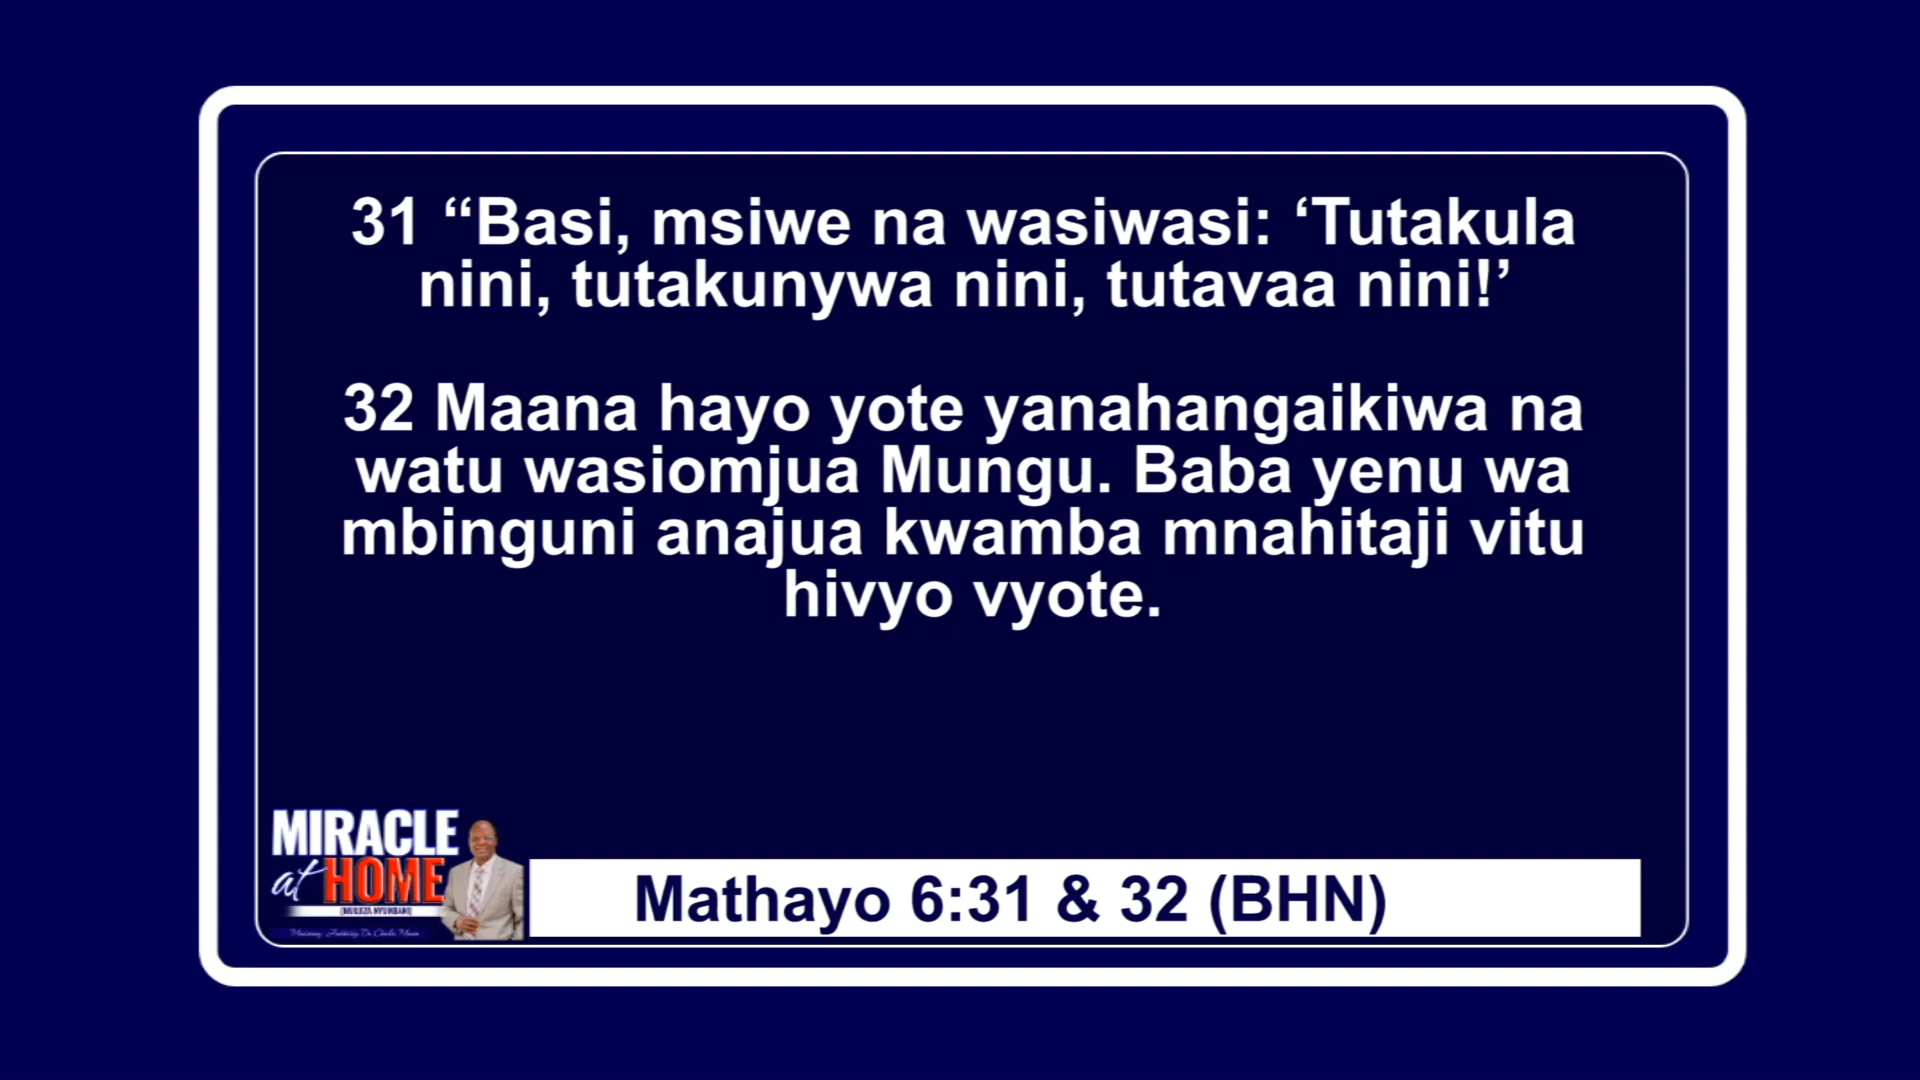 31 “Basi, msiwe na wasiwasi: ‘Tutakula
nini, tutakunywa nini, tutavaa nini!’
32 Maana hayo yote yanahangaikiwa na
watu wasiomjua Mungu. Baba yenu wa
mbinguni anajua kwamba mnahitaji vitu
hivyo vyote.
MIRACLE
at HOME
(MUUJIZA NYUMBANI)
Mathayo 6:31 & 32 (BHN)